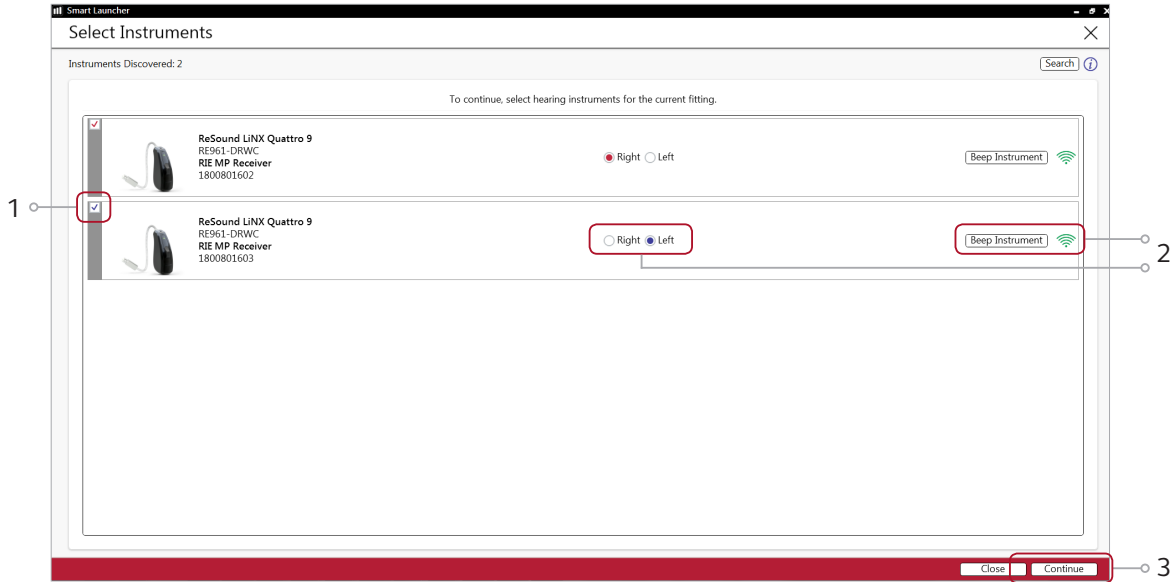 Smart Launcher
Select Instruments
Instruments Discovered: 2
Search
To continue, select hearing instruments for the current fitting.
ReSound LiNX Quattro 9
RE961-DRWC
RIE MP Receiver
1800801602
Right Left
Beep Instrument
1
ReSound LiNX Quattro 9
RE961-DRWC
RIE MP Receiver
1800801603
Right Left
Beep Instrument
2
Close Continue
3